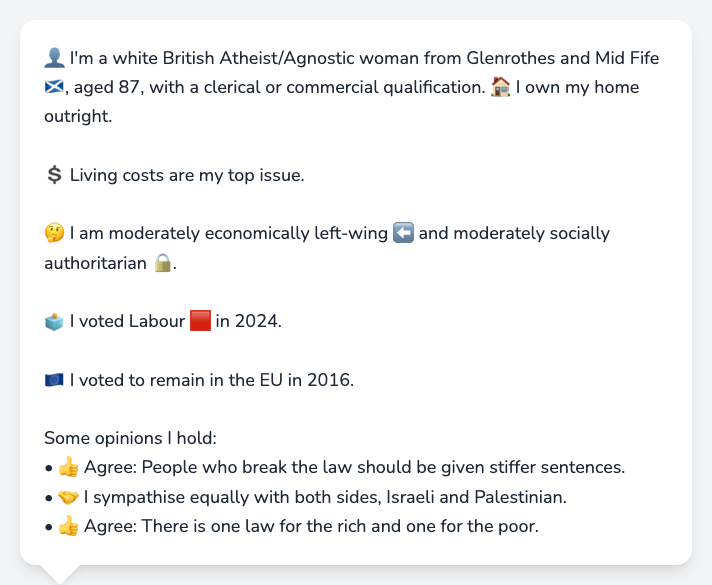 👤 I'm a white British Atheist/Agnostic woman from Glenrothes and Mid Fife
🏴󠁧󠁢󠁳󠁣󠁴󠁿, aged 87, with a clerical or commercial qualification. 🏠 I own my home
outright.
💲 Living costs are my top issue.
🤔 I am moderately economically left-wing ⬅️ and moderately socially
authoritarian 🔒.
🗳️ I voted Labour 🟥 in 2024.
🇪🇺 I voted to remain in the EU in 2016.
Some opinions I hold:
• 👍 Agree: People who break the law should be given stiffer sentences.
• 🤝 I sympathise equally with both sides, Israeli and Palestinian.
• 👍 Agree: There is one law for the rich and one for the poor.